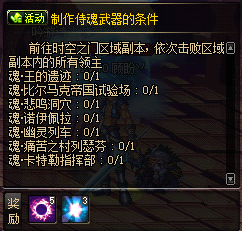 活动 制作侍魂武器的条件
前往时空之门区域副本,依次击败区域
副本内的所有领主
魂·王的遗迹:0/1
魂·比尔马克帝国试验场:0/1
魂·悲鸣洞穴:0/1
魂·诺伊佩拉:0/1
魂·幽灵列车:0/1
魂·痛苦之村列瑟芬:0/1
魂·卡特勒指挥部:0/1
奖励 5 3